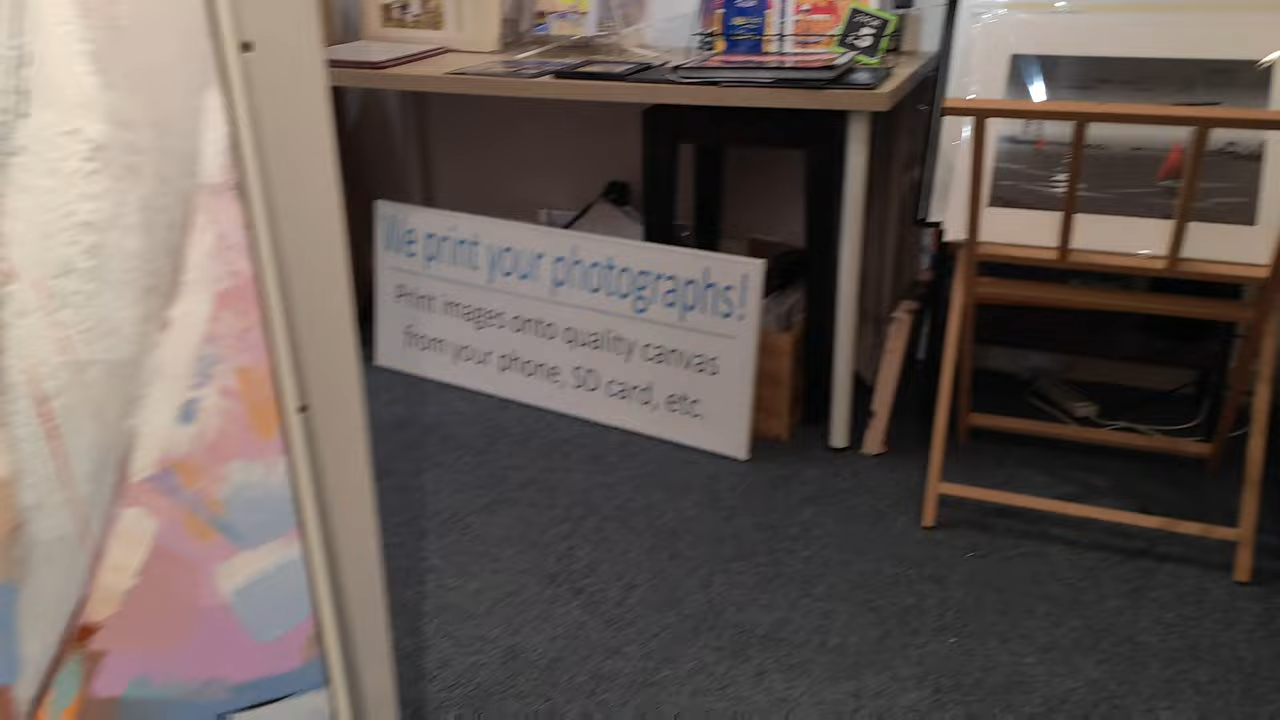 We print your photographs!
Print images onto quality canvas
from your phone, SD card, etc.